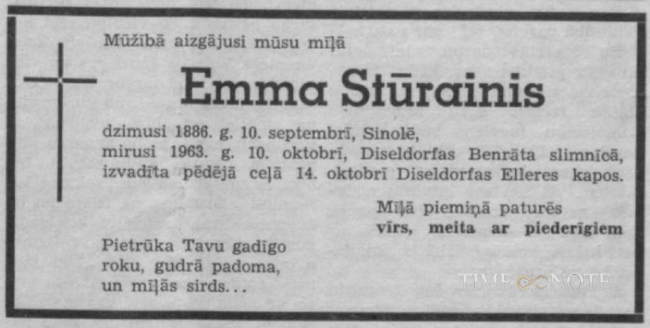 Mūžībā aizgājusi mūsu mīļā
Emma Stūrainis
dzimusi 1886. g. 10. septembrī, Sinolē,
mirusi 1963. g. 10. oktobrī, Diseldorfas Benrāta slimnīcā,
izvadīta pēdējā ceļā 14. oktobrī Diseldorfas Elleres kapos.
Mīļā piemiņā paturēs
vīrs, meita ar piederīgiem
Pietrūka Tavu gadīgo
roku, gudrā padoma,
un mīļās sirds...
TIME NOTE